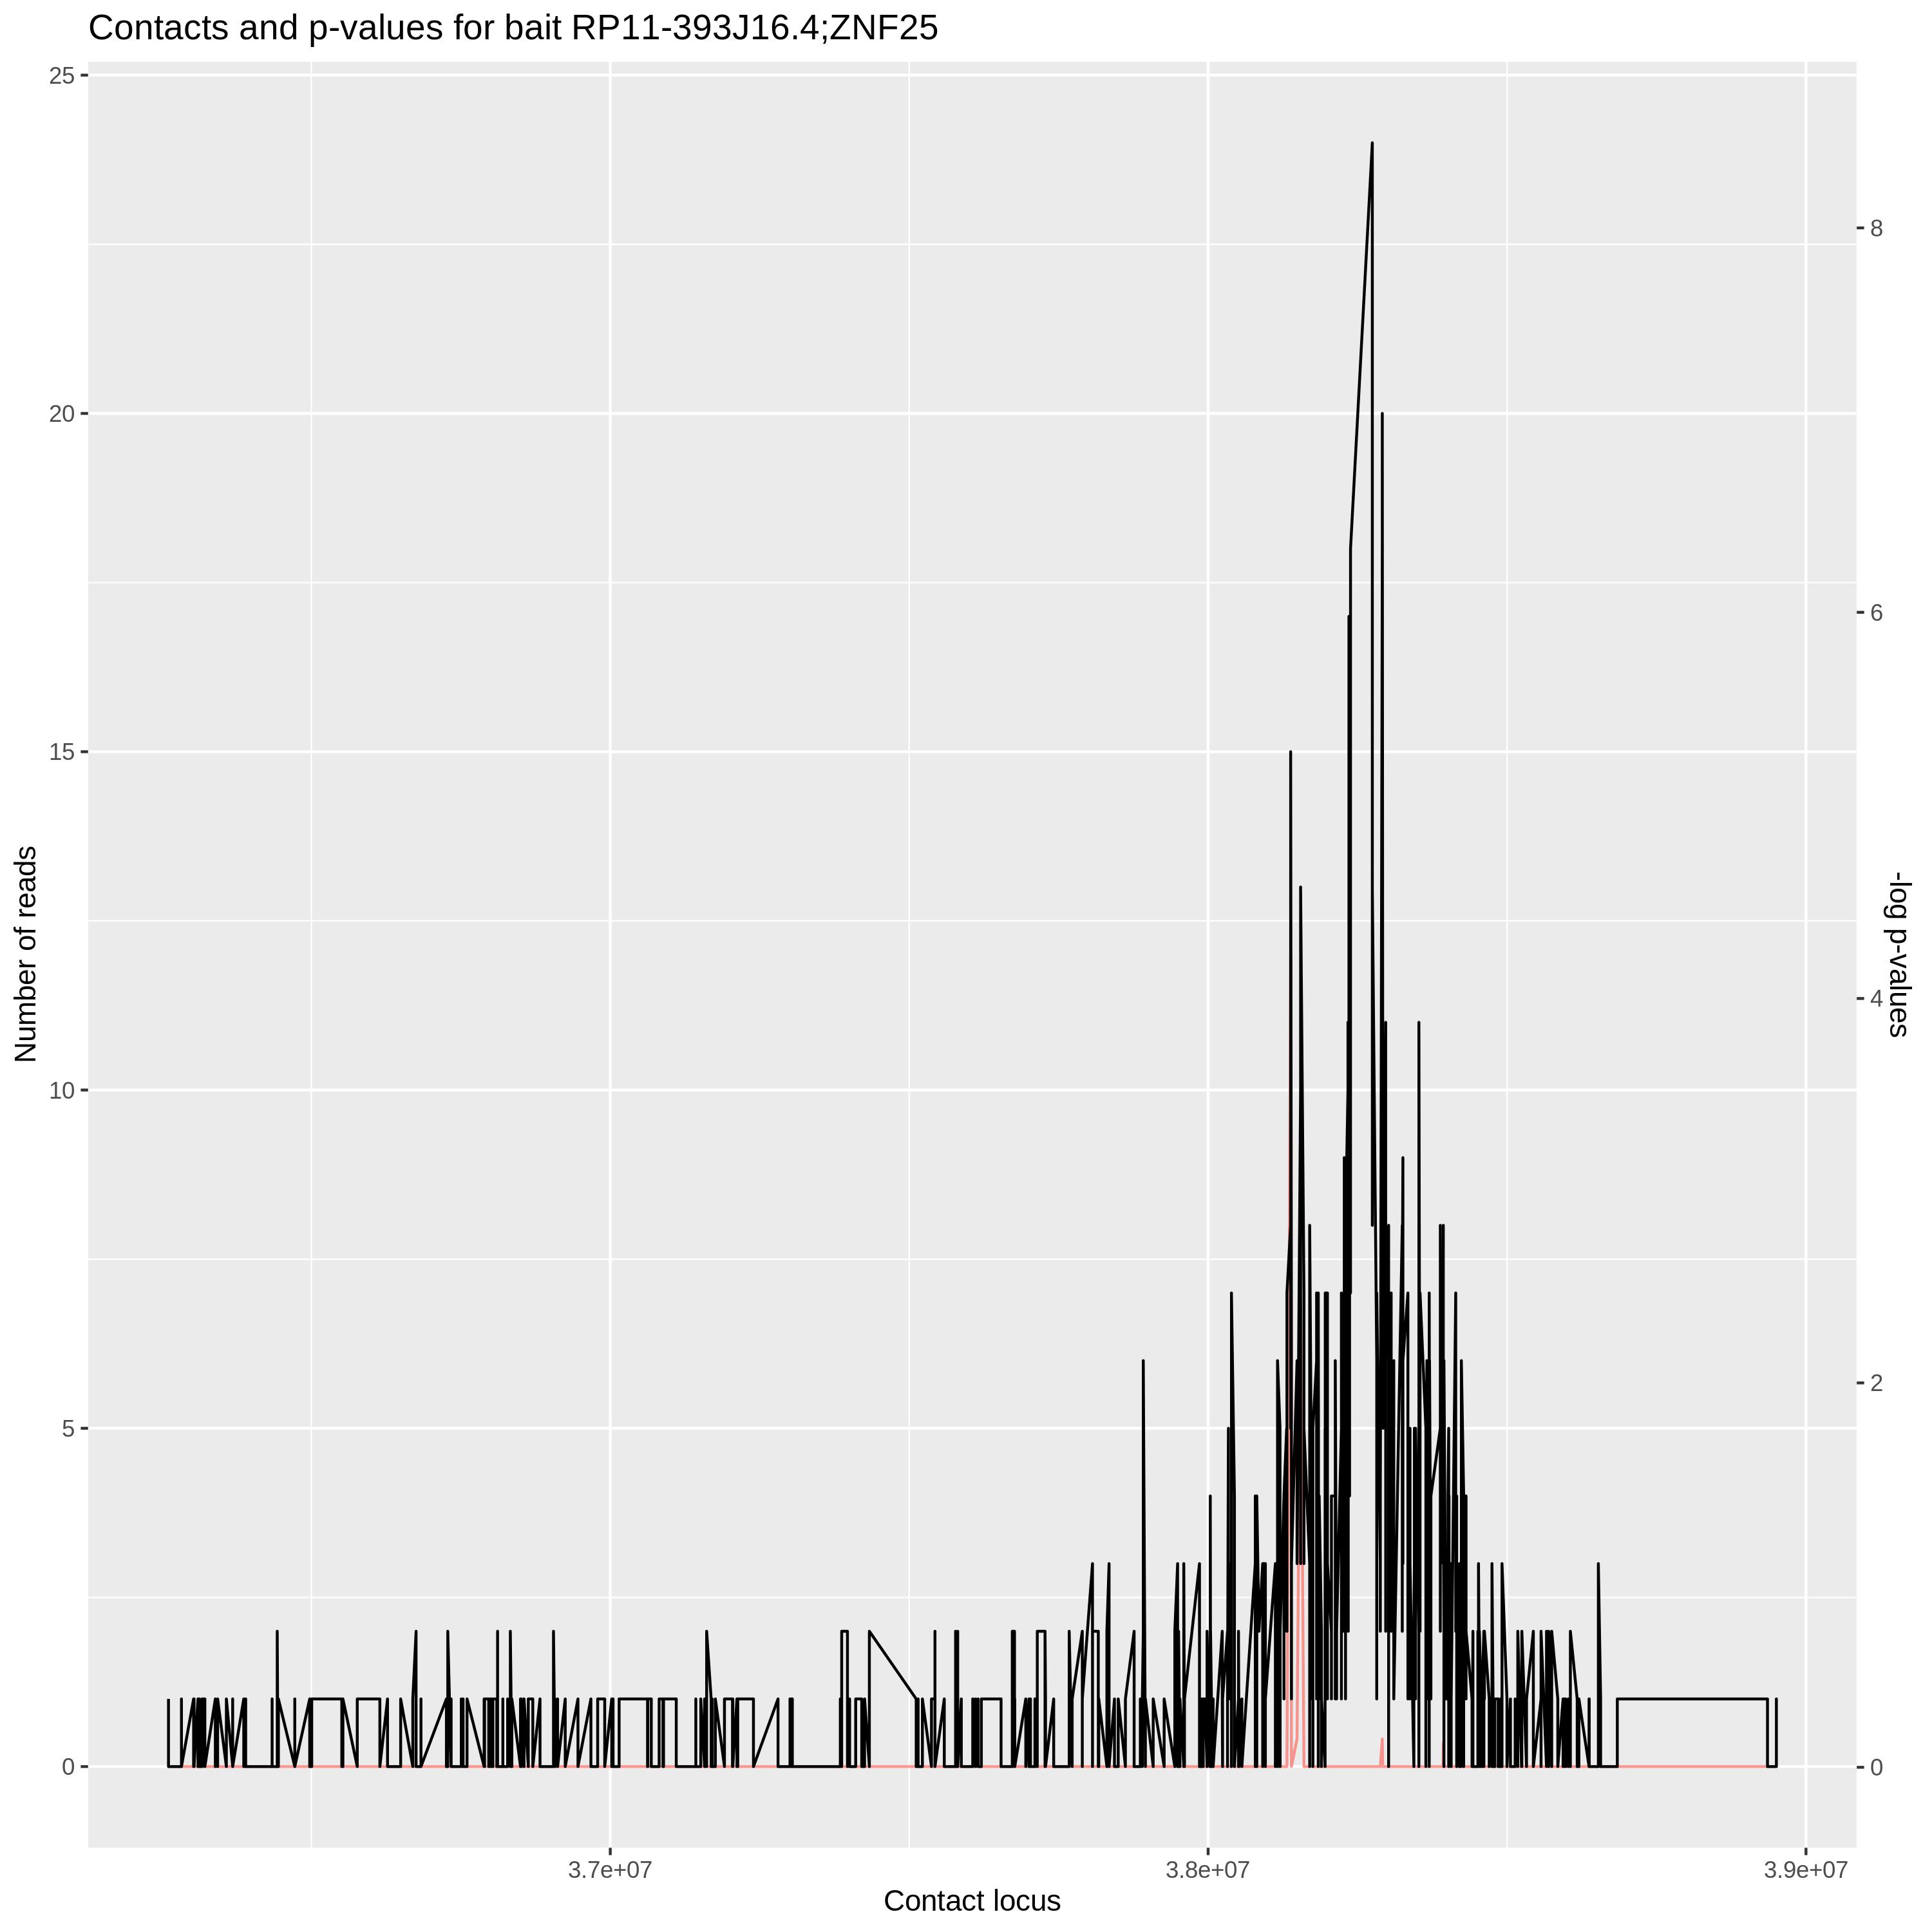 Contacts and p-values for bait RP11-393J16.4;ZNF25
25
20
15
10
5
0
Number of reads
8
6
4
2
0
-log p-values
3.7e+07
3.8e+07
3.9e+07
Contact locus